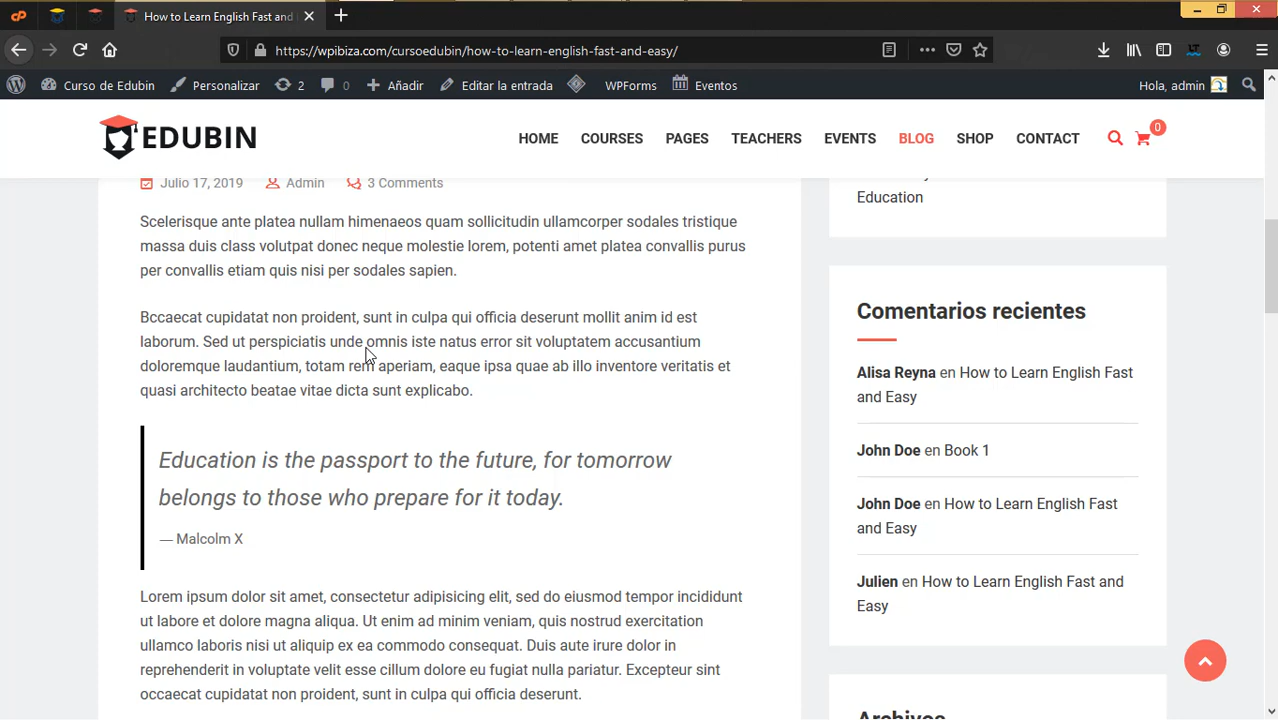 How to Learn English Fast and
https://wpibiza.com/cursoedubin/how-to-learn-english-fast-and-easy/
Curso de Edubin
Personalizar
2
0
Añadir
Editar la entrada
WPForms
Eventos
Hola, admin
EDUBIN
HOME
COURSES
PAGES
TEACHERS
EVENTS
BLOG
SHOP
CONTACT
0
Julio 17, 2019
Admin
3 Comments
Scelerisque ante platea nullam himenaeos quam sollicitudin ullamcorper sodales tristique
massa duis class volutpat donec neque molestie lorem, potenti amet platea convallis purus
per convallis etiam quis nisi per sodales sapien.
Bccaecat cupidatat non proident, sunt in culpa qui officia deserunt mollit anim id est
laborum. Sed ut perspiciatis unde omnis iste natus error sit voluptatem accusantium
doloremque laudantium, totam rem aperiam, eaque ipsa quae ab illo inventore veritatis et
quasi architecto beatae vitae dicta sunt explicabo.
Education is the passport to the future, for tomorrow
belongs to those who prepare for it today.
— Malcolm X
Lorem ipsum dolor sit amet, consectetur adipisicing elit, sed do eiusmod tempor incididunt
ut labore et dolore magna aliqua. Ut enim ad minim veniam, quis nostrud exercitation
ullamco laboris nisi ut aliquip ex ea commodo consequat. Duis aute irure dolor in
reprehenderit in voluptate velit esse cillum dolore eu fugiat nulla pariatur. Excepteur sint
occaecat cupidatat non proident, sunt in culpa qui officia deserunt.
Education
Comentarios recientes
Alisa Reyna en How to Learn English Fast
and Easy
John Doe en Book 1
John Doe en How to Learn English Fast
and Easy
Julien en How to Learn English Fast and
Easy
Archivos